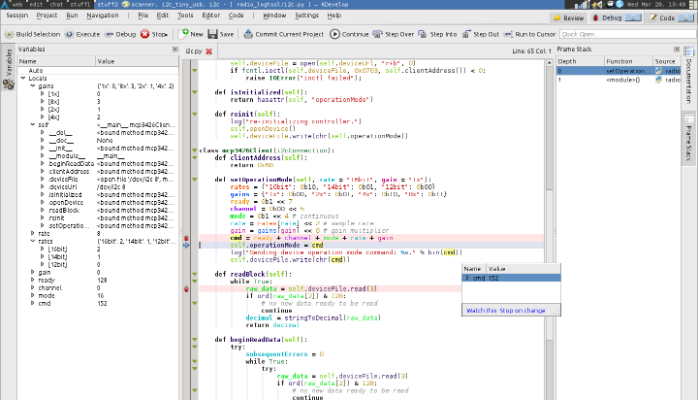 web edit chat stuff1 stuff2 scanner, i2c_tiny_usb, i2c - [ radio_logtool/i2c.py ] - KDevelop
Wed Mar 28, 13:49
Session Project Run Navigation File Edit Editor Code Window Settings Help
Review Debug Code
Build Selection Execute Debug Stop New Save Commit Current Project Continue Step Over Step Into Step Out Run to Cursor Quick Open
Variables
i2c.py
Line: 65 Col: 1
Frame Stack
Name Value
Auto
Locals
gains {'1x': 0, '8x': 3, '2x': 1, '4x': 2}
[1x] 0
[8x] 3
[2x] 1
[4x] 2
self <__main__.mcp3426Clien
__del__ <bound method mcp342...
__doc__ None
__init__ <bound method mcp342...
__module__ __main__
beginReadData <bound method mcp342...
clientAddress <bound method mcp342...
deviceFile <open file '/dev/i2c 8', m
deviceUrl /dev/i2c 8
isInitialized <bound method mcp342...
openDevice <bound method mcp342...
readBlock <bound method mcp342...
reinit <bound method mcp342...
setOperation... <bound method mcp342...
rate 8
rates {'16bit': 2, '14bit': 1, '12bit'...
[16bit] 2
[14bit] 1
[12bit] 0
gain 0
ready 128
channel 0
mode 16
cmd 152
self.deviceFile = open(self.deviceUrl, "r+b", 0)
if fcntl.ioctl(self.deviceFile, 0x0703, self.clientAddress()) < 0:
raise IOError("ioctl failed");
def isInitialized(self):
return hasattr(self, "operationMode")
def reinit(self):
log("re-initializing controller.")
self.openDevice()
self.deviceFile.write(chr(self.operationMode))
class mcp3426Client(i2cConnection):
def clientAddress(self):
return 0x68
def setOperationMode(self, rate = "16bit", gain = "1x"):
rates = {"16bit": 0b10, "14bit": 0b01, "12bit": 0b00}
gains = {"1x": 0b00, "2x": 0b01, "4x": 0b10, "8x": 0b11}
ready = 0b1 << 7
channel = 0b00 << 5
mode = 0b1 << 4 # continuous
rate = rates[rate] << 2 # sample rate
gain = gains[gain] << 0 # gain multiplier
cmd = ready + channel + mode + rate + gain
self.operationMode = cmd
log("Sending device operation mode command: %s." % bin(cmd))
self.deviceFile.write(chr(cmd))
def readBlock(self):
while True:
raw_data = self.deviceFile.read(3)
if ord(raw_data[2]) & 128:
# no new data ready to be read
continue
decimal = stringToDecimal(raw_data)
return decimal
def beginReadData(self):
try:
subsequentErrors = 0
while True:
try:
raw_data = self.deviceFile.read(3)
if ord(raw_data[2]) & 128:
# no new data ready to be read
continue
Name Value
cmd 152
Watch this Stop on change
Depth Function Source
0 setOperation radio
1 <module>() radio
Variables
Documentation
Frame Stack